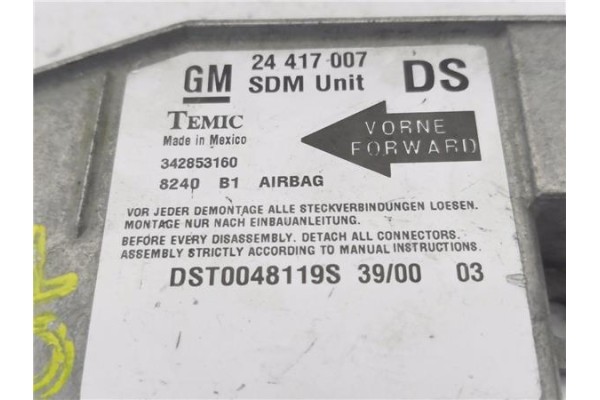 GM 24 417 007 DS
SDM Unit
TEMIC
Made in Mexico
VORNE
FORWARD
342853160
8240 B1 AIRBAG
VOR JEDER DEMONTAGE ALLE STECKVERBINDUNGEN LOESEN.
MONTAGE NUR NACH EINBAUANLEITUNG.
BEFORE EVERY DISASSEMBLY, DETACH ALL CONNECTORS.
ASSEMBLY STRICTLY ACCORDING TO MANUAL INSTRUCTIONS.
DST0048119S 39/00 03